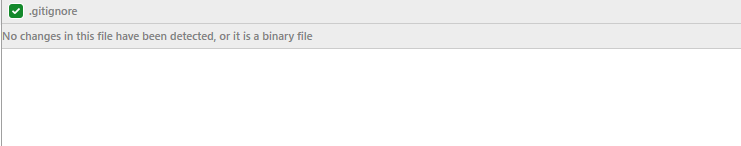 .gitignore
No changes in this file have been detected, or it is a binary file